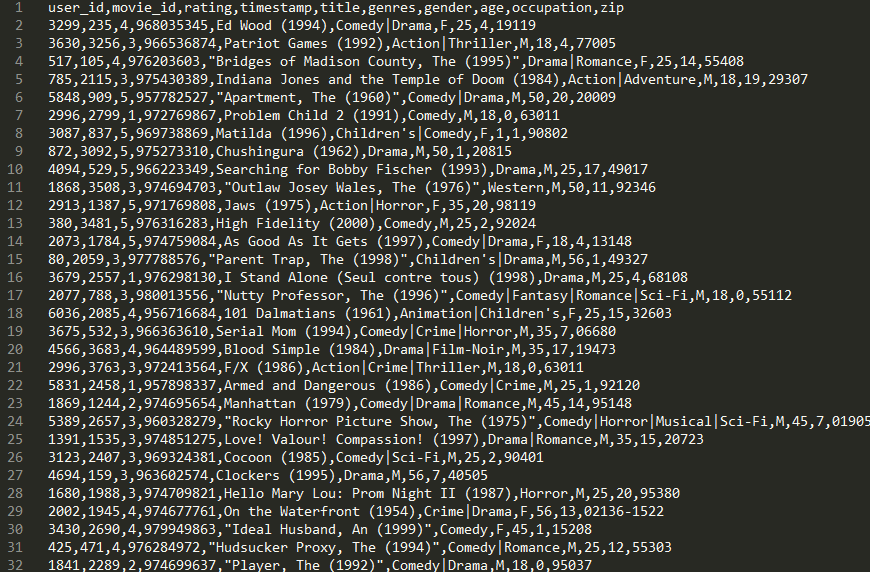 1 user_id,movie_id,rating,timestamp,title,genres,gender,age,occupation,zip
2 3299,235,4,968035345,Ed Wood (1994),Comedy|Drama,F,25,4,19119
3 3630,3256,3,966536874,Patriot Games (1992),Action|Thriller,M,18,4,77005
4 517,105,4,976203603,"Bridges of Madison County, The (1995)",Drama|Romance,F,25,14,55408
5 785,2115,3,975430389,Indiana Jones and the Temple of Doom (1984),Action|Adventure,M,18,19,29307
6 5848,909,5,957782527,"Apartment, The (1960)",Comedy|Drama,M,50,20,20009
7 2996,2799,1,972769867,Problem Child 2 (1991),Comedy,M,18,0,63011
8 3087,837,5,969738869,Matilda (1996),Children's|Comedy,F,1,1,90802
9 872,3092,5,975273310,Chushingura (1962),Drama,M,50,1,20815
10 4094,529,5,966223349,Searching for Bobby Fischer (1993),Drama,M,25,17,49017
11 1868,3508,3,974694703,"Outlaw Josey Wales, The (1976)",Western,M,50,11,92346
12 2913,1387,5,971769808,Jaws (1975),Action|Horror,F,35,20,98119
13 380,3481,5,976316283,High Fidelity (2000),Comedy,M,25,2,92024
14 2073,1784,5,974759084,As Good As It Gets (1997),Comedy|Drama,F,18,4,13148
15 80,2059,3,977788576,"Parent Trap, The (1998)",Children's|Drama,M,56,1,49327
16 3679,2557,1,976298130,I Stand Alone (Seul contre tous) (1998),Drama,M,25,4,68108
17 2077,788,3,980013556,"Nutty Professor, The (1996)",Comedy|Fantasy|Romance|Sci-Fi,M,18,0,55112
18 6036,2085,4,956716684,101 Dalmatians (1961),Animation|Children's,F,25,15,32603
19 3675,532,3,966363610,Serial Mom (1994),Comedy|Crime|Horror,M,35,7,06680
20 4566,3683,4,964489599,Blood Simple (1984),Drama|Film-Noir,M,35,17,19473
21 2996,3763,3,972413564,F/X (1986),Action|Crime|Thriller,M,18,0,63011
22 5831,2458,1,957898337,Armed and Dangerous (1986),Comedy|Crime,M,25,1,92120
23 1869,1244,2,974695654,Manhattan (1979),Comedy|Drama|Romance,M,45,14,95148
24 5389,2657,3,960328279,"Rocky Horror Picture Show, The (1975)",Comedy|Horror|Musical|Sci-Fi,M,45,7,01905
25 1391,1535,3,974851275,Love! Valour! Compassion! (1997),Drama|Romance,M,35,15,20723
26 3123,2407,3,969324381,Cocoon (1985),Comedy|Sci-Fi,M,25,2,90401
27 4694,159,3,963602574,Clockers (1995),Drama,M,56,7,40505
28 1680,1988,3,974709821,Hello Mary Lou: Prom Night II (1987),Horror,M,25,20,95380
29 2002,1945,4,974677761,On the Waterfront (1954),Crime|Drama,F,56,13,02136-1522
30 3430,2690,4,979949863,"Ideal Husband, An (1999)",Comedy,F,45,1,15208
31 425,471,4,976284972,"Hudsucker Proxy, The (1994)",Comedy|Romance,M,25,12,55303
32 1841,2289,2,974699637,"Player, The (1992)",Comedy|Drama,M,18,0,95037